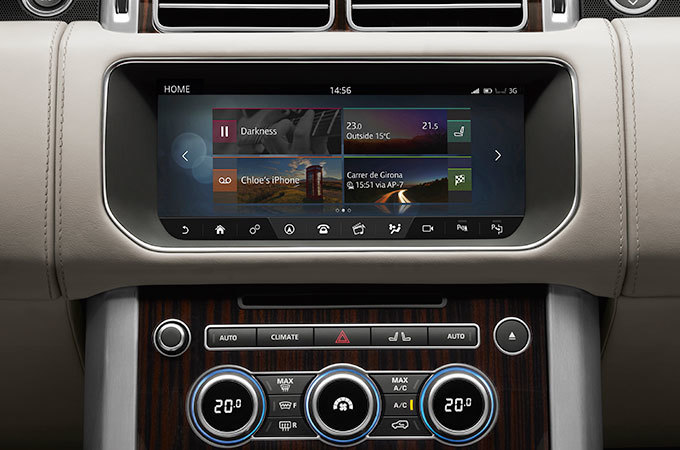 HOME 14:56 3G
Darkness
23.0 21.5
Outside 15°C
Chloe's iPhone
Carrer de Girona
15:51 via AP-7
AUTO CLIMATE AUTO
MAX
MAX
A/C
F
A/C
R
20.0 20.0